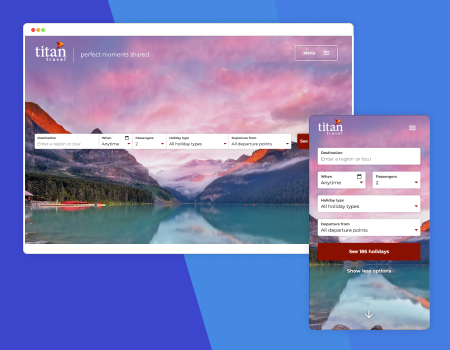 titan
travel
perfect moments shared
Menu
Destination
Enter a region or tour
When
Anytime
Passengers
2
Holiday type
All holiday types
Departure from
All departure points
See
titan
travel
Destination
Enter a region or tour
When
Anytime
Passengers
2
Holiday type
All holiday types
Departure from
All departure points
See 186 holidays
Show less options